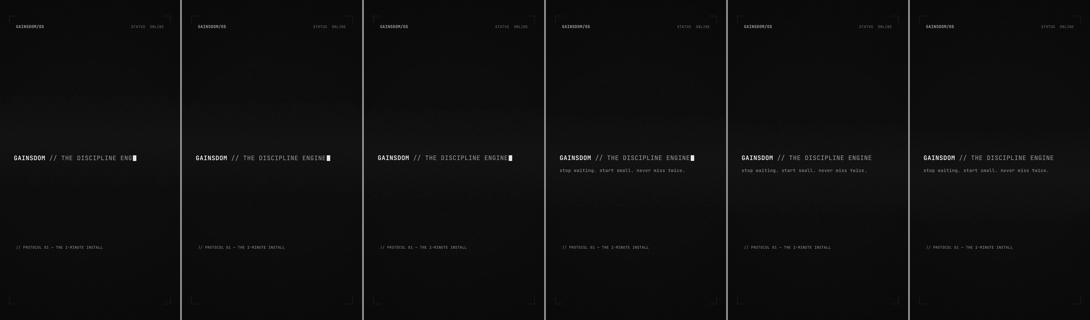 GAINSDOM/OS STATUS ONLINE
GAINSDOM // THE DISCIPLINE ENG
// PROTOCOL 01 — THE 2-MINUTE INSTALL
GAINSDOM/OS STATUS ONLINE
GAINSDOM // THE DISCIPLINE ENGINE
// PROTOCOL 01 — THE 2-MINUTE INSTALL
GAINSDOM/OS STATUS ONLINE
GAINSDOM // THE DISCIPLINE ENGINE
// PROTOCOL 01 — THE 2-MINUTE INSTALL
GAINSDOM/OS STATUS ONLINE
GAINSDOM // THE DISCIPLINE ENGINE
stop waiting. start small. never miss twice.
// PROTOCOL 01 — THE 2-MINUTE INSTALL
GAINSDOM/OS STATUS ONLINE
GAINSDOM // THE DISCIPLINE ENGINE
stop waiting. start small. never miss twice.
// PROTOCOL 01 — THE 2-MINUTE INSTALL
GAINSDOM/OS STATUS ONLINE
GAINSDOM // THE DISCIPLINE ENGINE
stop waiting. start small. never miss twice.
// PROTOCOL 01 — THE 2-MINUTE INSTALL